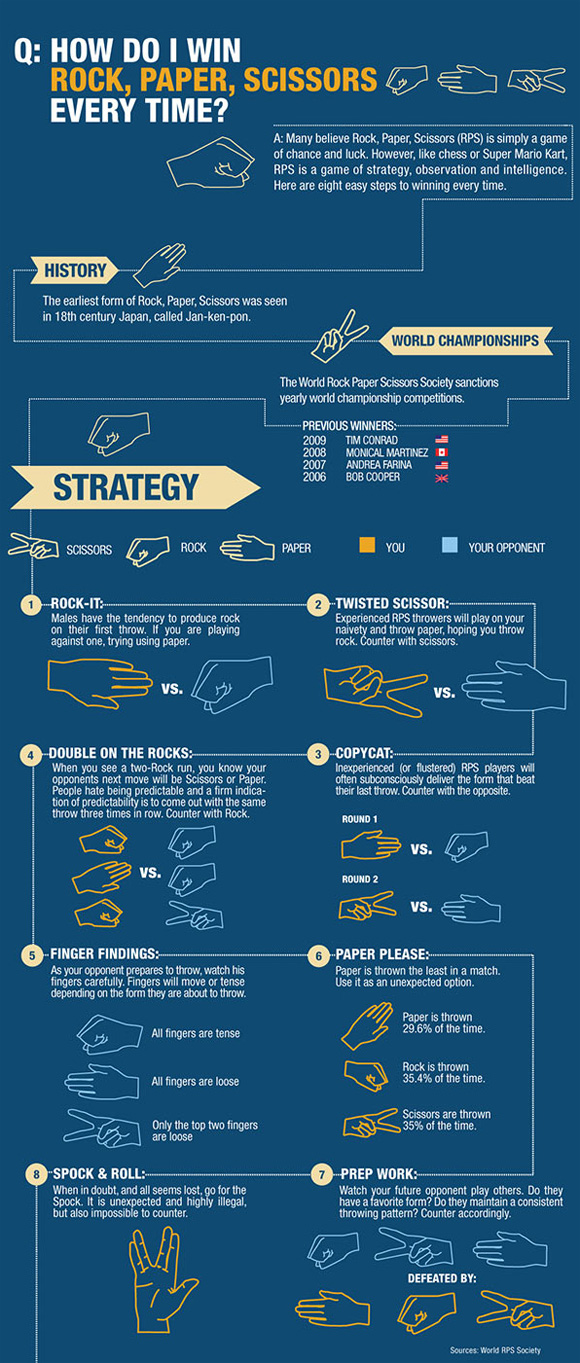 Q: HOW DO I WIN
ROCK, PAPER, SCISSORS
EVERY TIME?
A: Many believe Rock, Paper, Scissors (RPS) is simply a game
of chance and luck. However, like chess or Super Mario Kart,
RPS is a game of strategy, observation and intelligence.
Here are eight easy steps to winning every time.
HISTORY
The earliest form of Rock, Paper, Scissors was seen
in 18th century Japan, called Jan-ken-pon.
WORLD CHAMPIONSHIPS
The World Rock Paper Scissors Society sanctions
yearly world championship competitions.
PREVIOUS WINNERS:
2009 TIM CONRAD
2008 MONICAL MARTINEZ
2007 ANDREA FARINA
2006 BOB COOPER
STRATEGY
SCISSORS ROCK PAPER YOU YOUR OPPONENT
1 ROCK-IT:
Males have the tendency to produce rock
on their first throw. If you are playing
against one, trying using paper.
VS.
2 TWISTED SCISSOR:
Experienced RPS throwers will play on your
naivety and throw paper, hoping you throw
rock. Counter with scissors.
VS.
3 COPYCAT:
Inexperienced (or flustered) RPS players will
often subconsciously deliver the form that beat
their last throw. Counter with the opposite.
ROUND 1
VS.
ROUND 2
VS.
4 DOUBLE ON THE ROCKS:
When you see a two-Rock run, you know your
opponents next move will be Scissors or Paper.
People hate being predictable and a firm indica-
tion of predictability is to come out with the same
throw three times in row. Counter with Rock.
VS.
5 FINGER FINDINGS:
As your opponent prepares to throw, watch his
fingers carefully. Fingers will move or tense
depending on the form they are about to throw.
All fingers are tense
All fingers are loose
Only the top two fingers
are loose
6 PAPER PLEASE:
Paper is thrown the least in a match.
Use it as an unexpected option.
Paper is thrown
29.6% of the time.
Rock is thrown
35.4% of the time.
Scissors are thrown
35% of the time.
7 PREP WORK:
Watch your future opponent play others. Do they
have a favorite form? Do they maintain a consistent
throwing pattern? Counter accordingly.
DEFEATED BY:
8 SPOCK & ROLL:
When in doubt, and all seems lost, go for the
Spock. It is unexpected and highly illegal,
but also impossible to counter.
Sources: World RPS Society